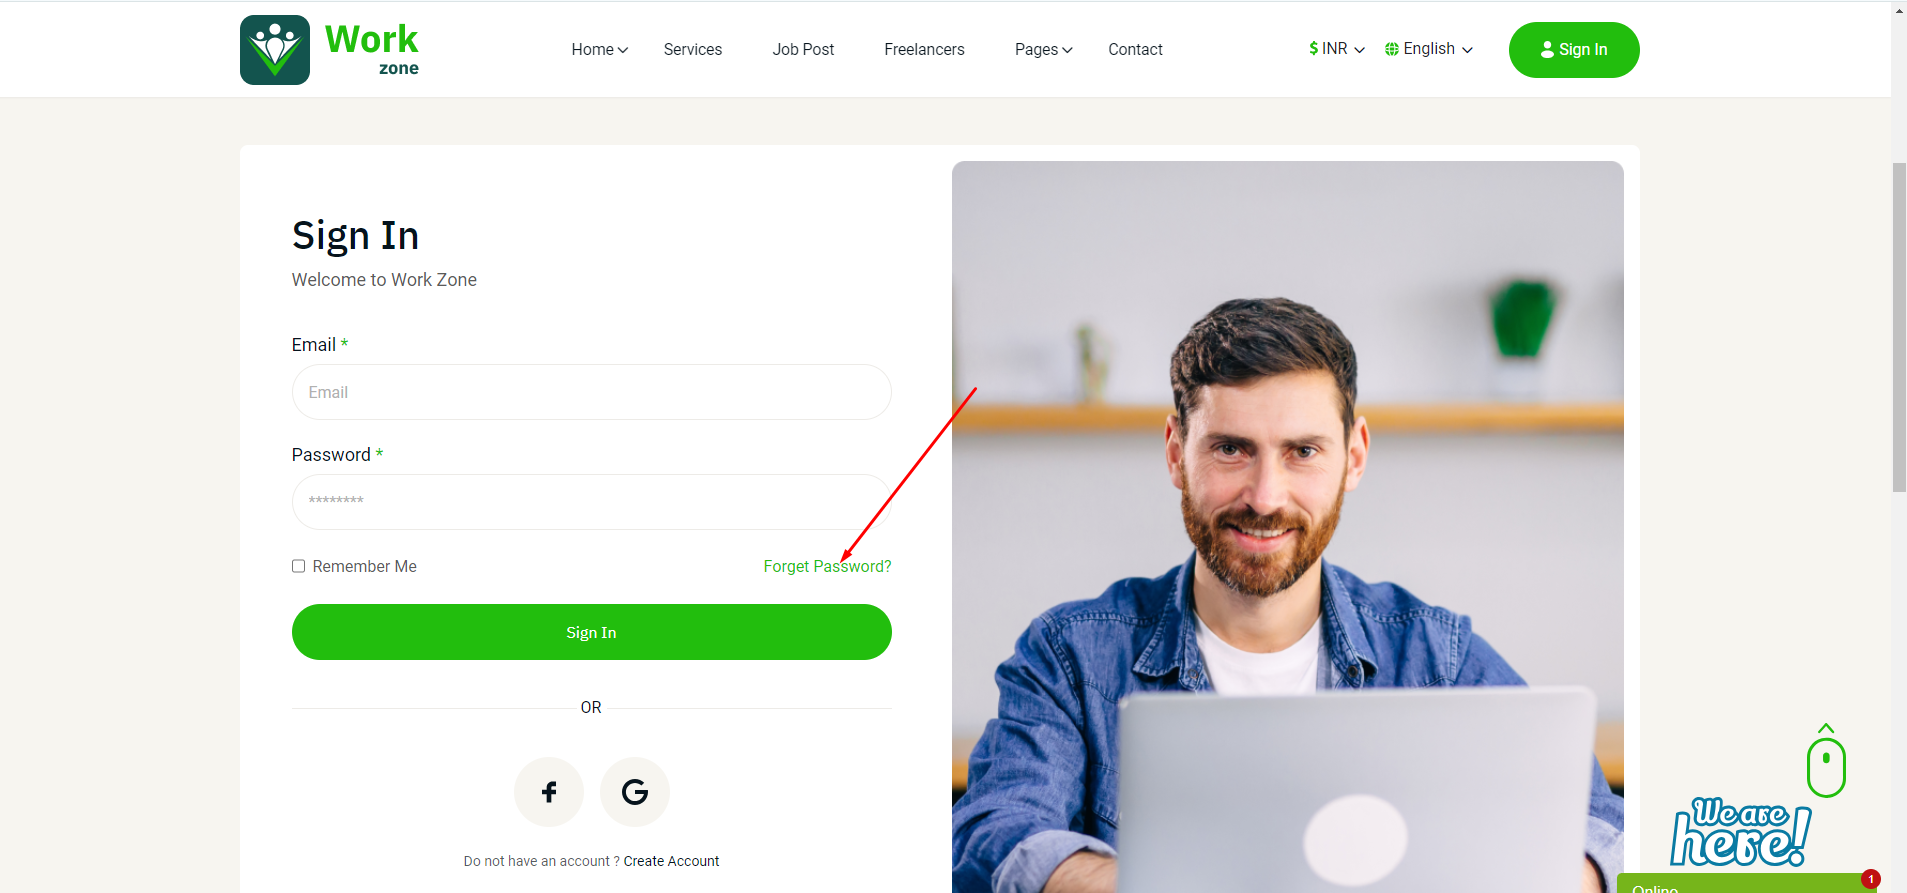 Work
zone
Home
Services
Job Post
Freelancers
Pages
Contact
$ INR
English
Sign In
Sign In
Welcome to Work Zone
Email *
Email
Password *
********
Remember Me
Forget Password?
Sign In
OR
f
G
Do not have an account ? Create Account
We are
here!
1
Online